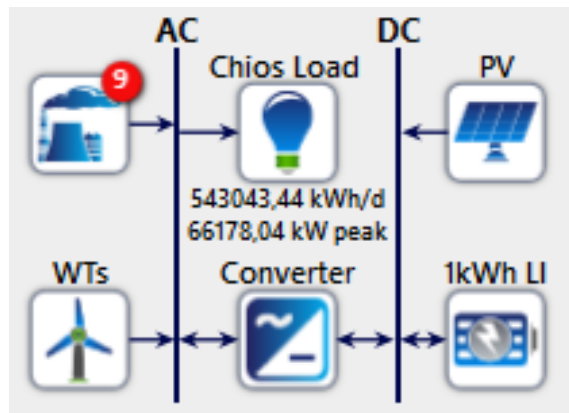 AC
DC
9
Chios Load
PV
543043,44 kWh/d
66178,04 kW peak
WTs
Converter
1kWh LI